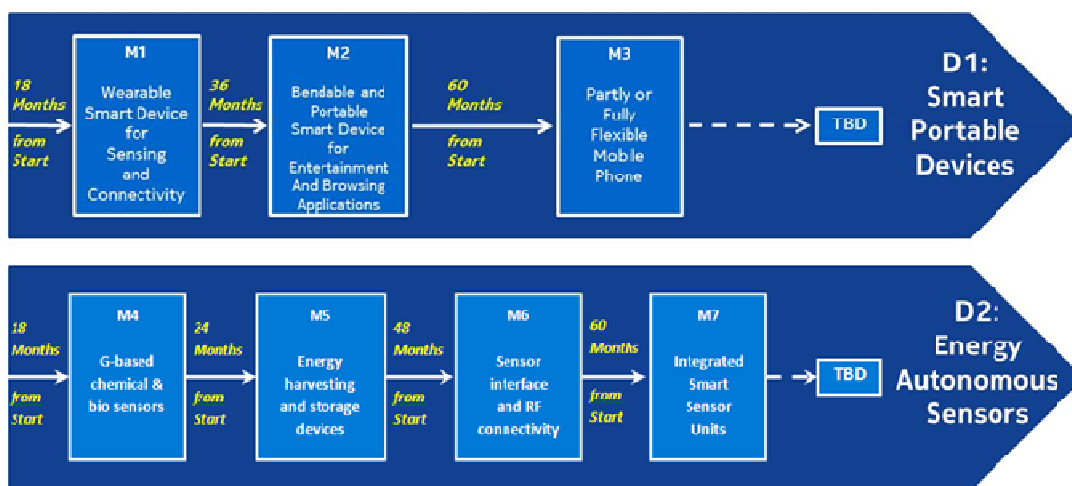 18
Months
from
Start
M1
Wearable
Smart Device
for
Sensing
and
Connectivity
36
Months
from
Start
M2
Bendable and
Portable
Smart Device
for
Entertainment
And Browsing
Applications
60
Months
from
Start
M3
Partly or
Fully
Flexible
Mobile
Phone
TBD
D1:
Smart
Portable
Devices
18
Months
from
Start
M4
G-based
chemical &
bio sensors
24
Months
from
Start
M5
Energy
harvesting
and storage
devices
48
Months
from
Start
M6
Sensor
interface
and RF
connectivity
60
Months
from
Start
M7
Integrated
Smart
Sensor
Units
TBD
D2:
Energy
Autonomous
Sensors